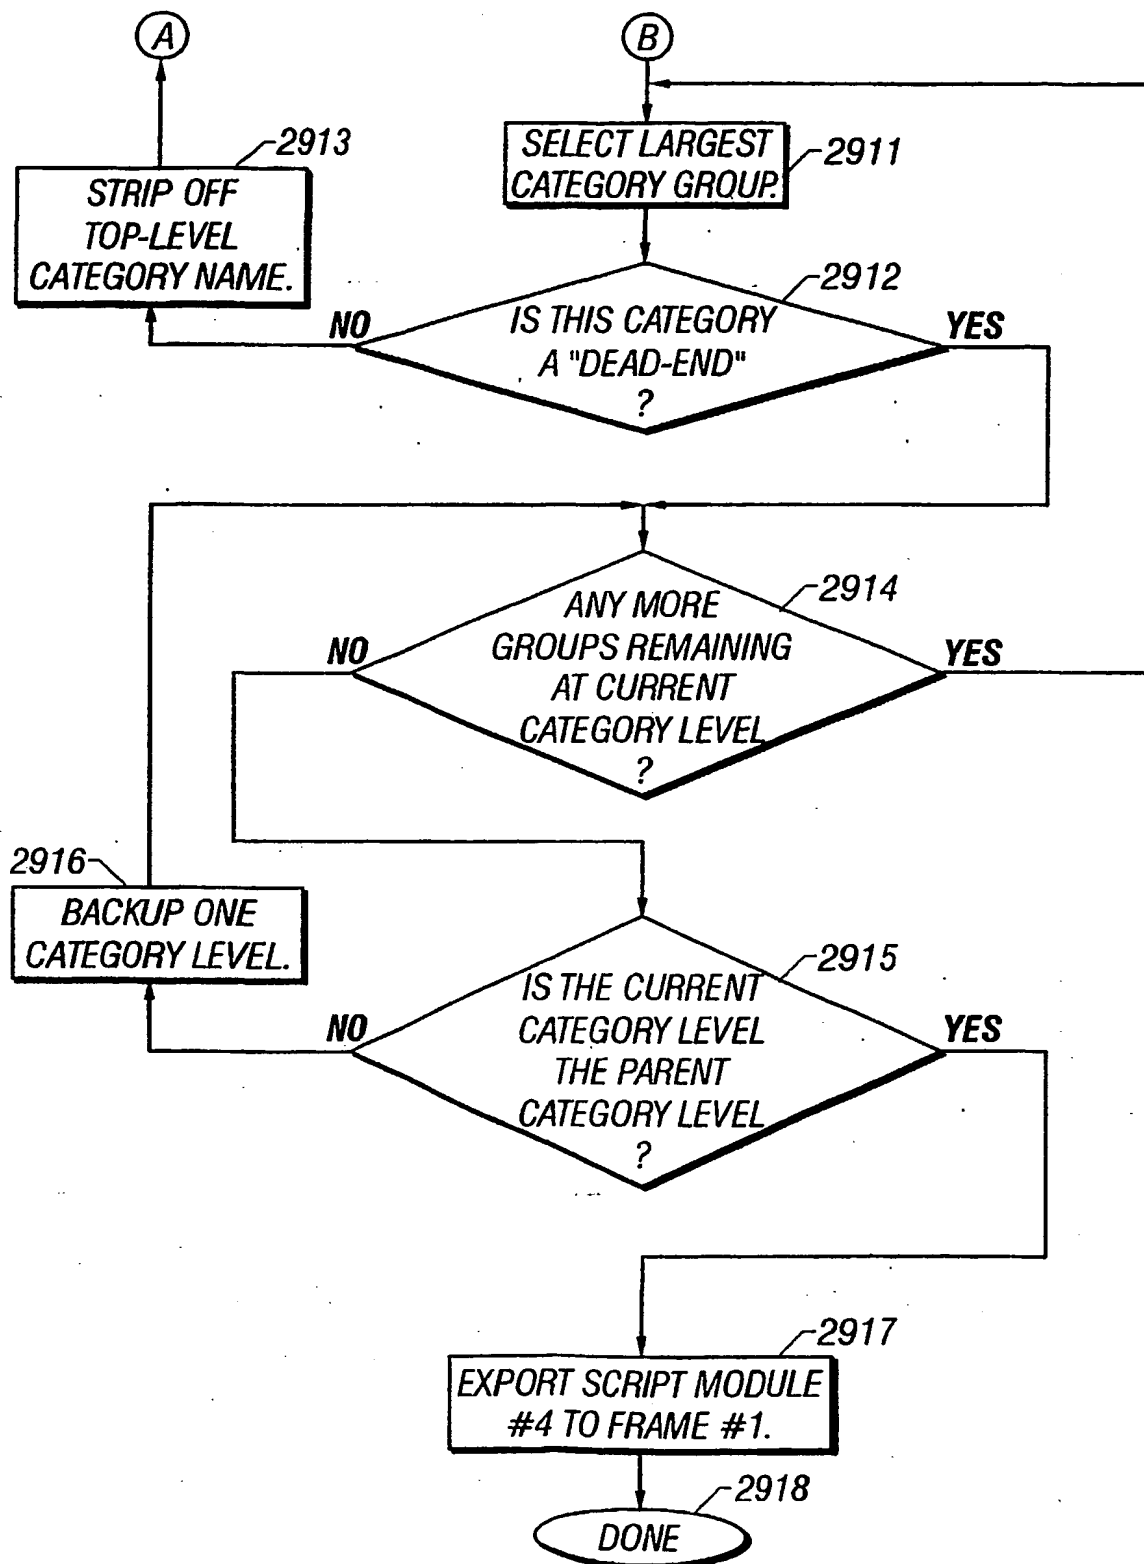 A
B
2913
STRIP OFF
TOP-LEVEL
CATEGORY NAME.
SELECT LARGEST
CATEGORY GROUP.
2911
2912
IS THIS CATEGORY
A "DEAD-END"
?
NO
YES
2914
ANY MORE
GROUPS REMAINING
AT CURRENT
CATEGORY LEVEL
?
NO
YES
2916
BACKUP ONE
CATEGORY LEVEL.
2915
IS THE CURRENT
CATEGORY LEVEL
THE PARENT
CATEGORY LEVEL
?
NO
YES
2917
EXPORT SCRIPT MODULE
#4 TO FRAME #1.
2918
DONE